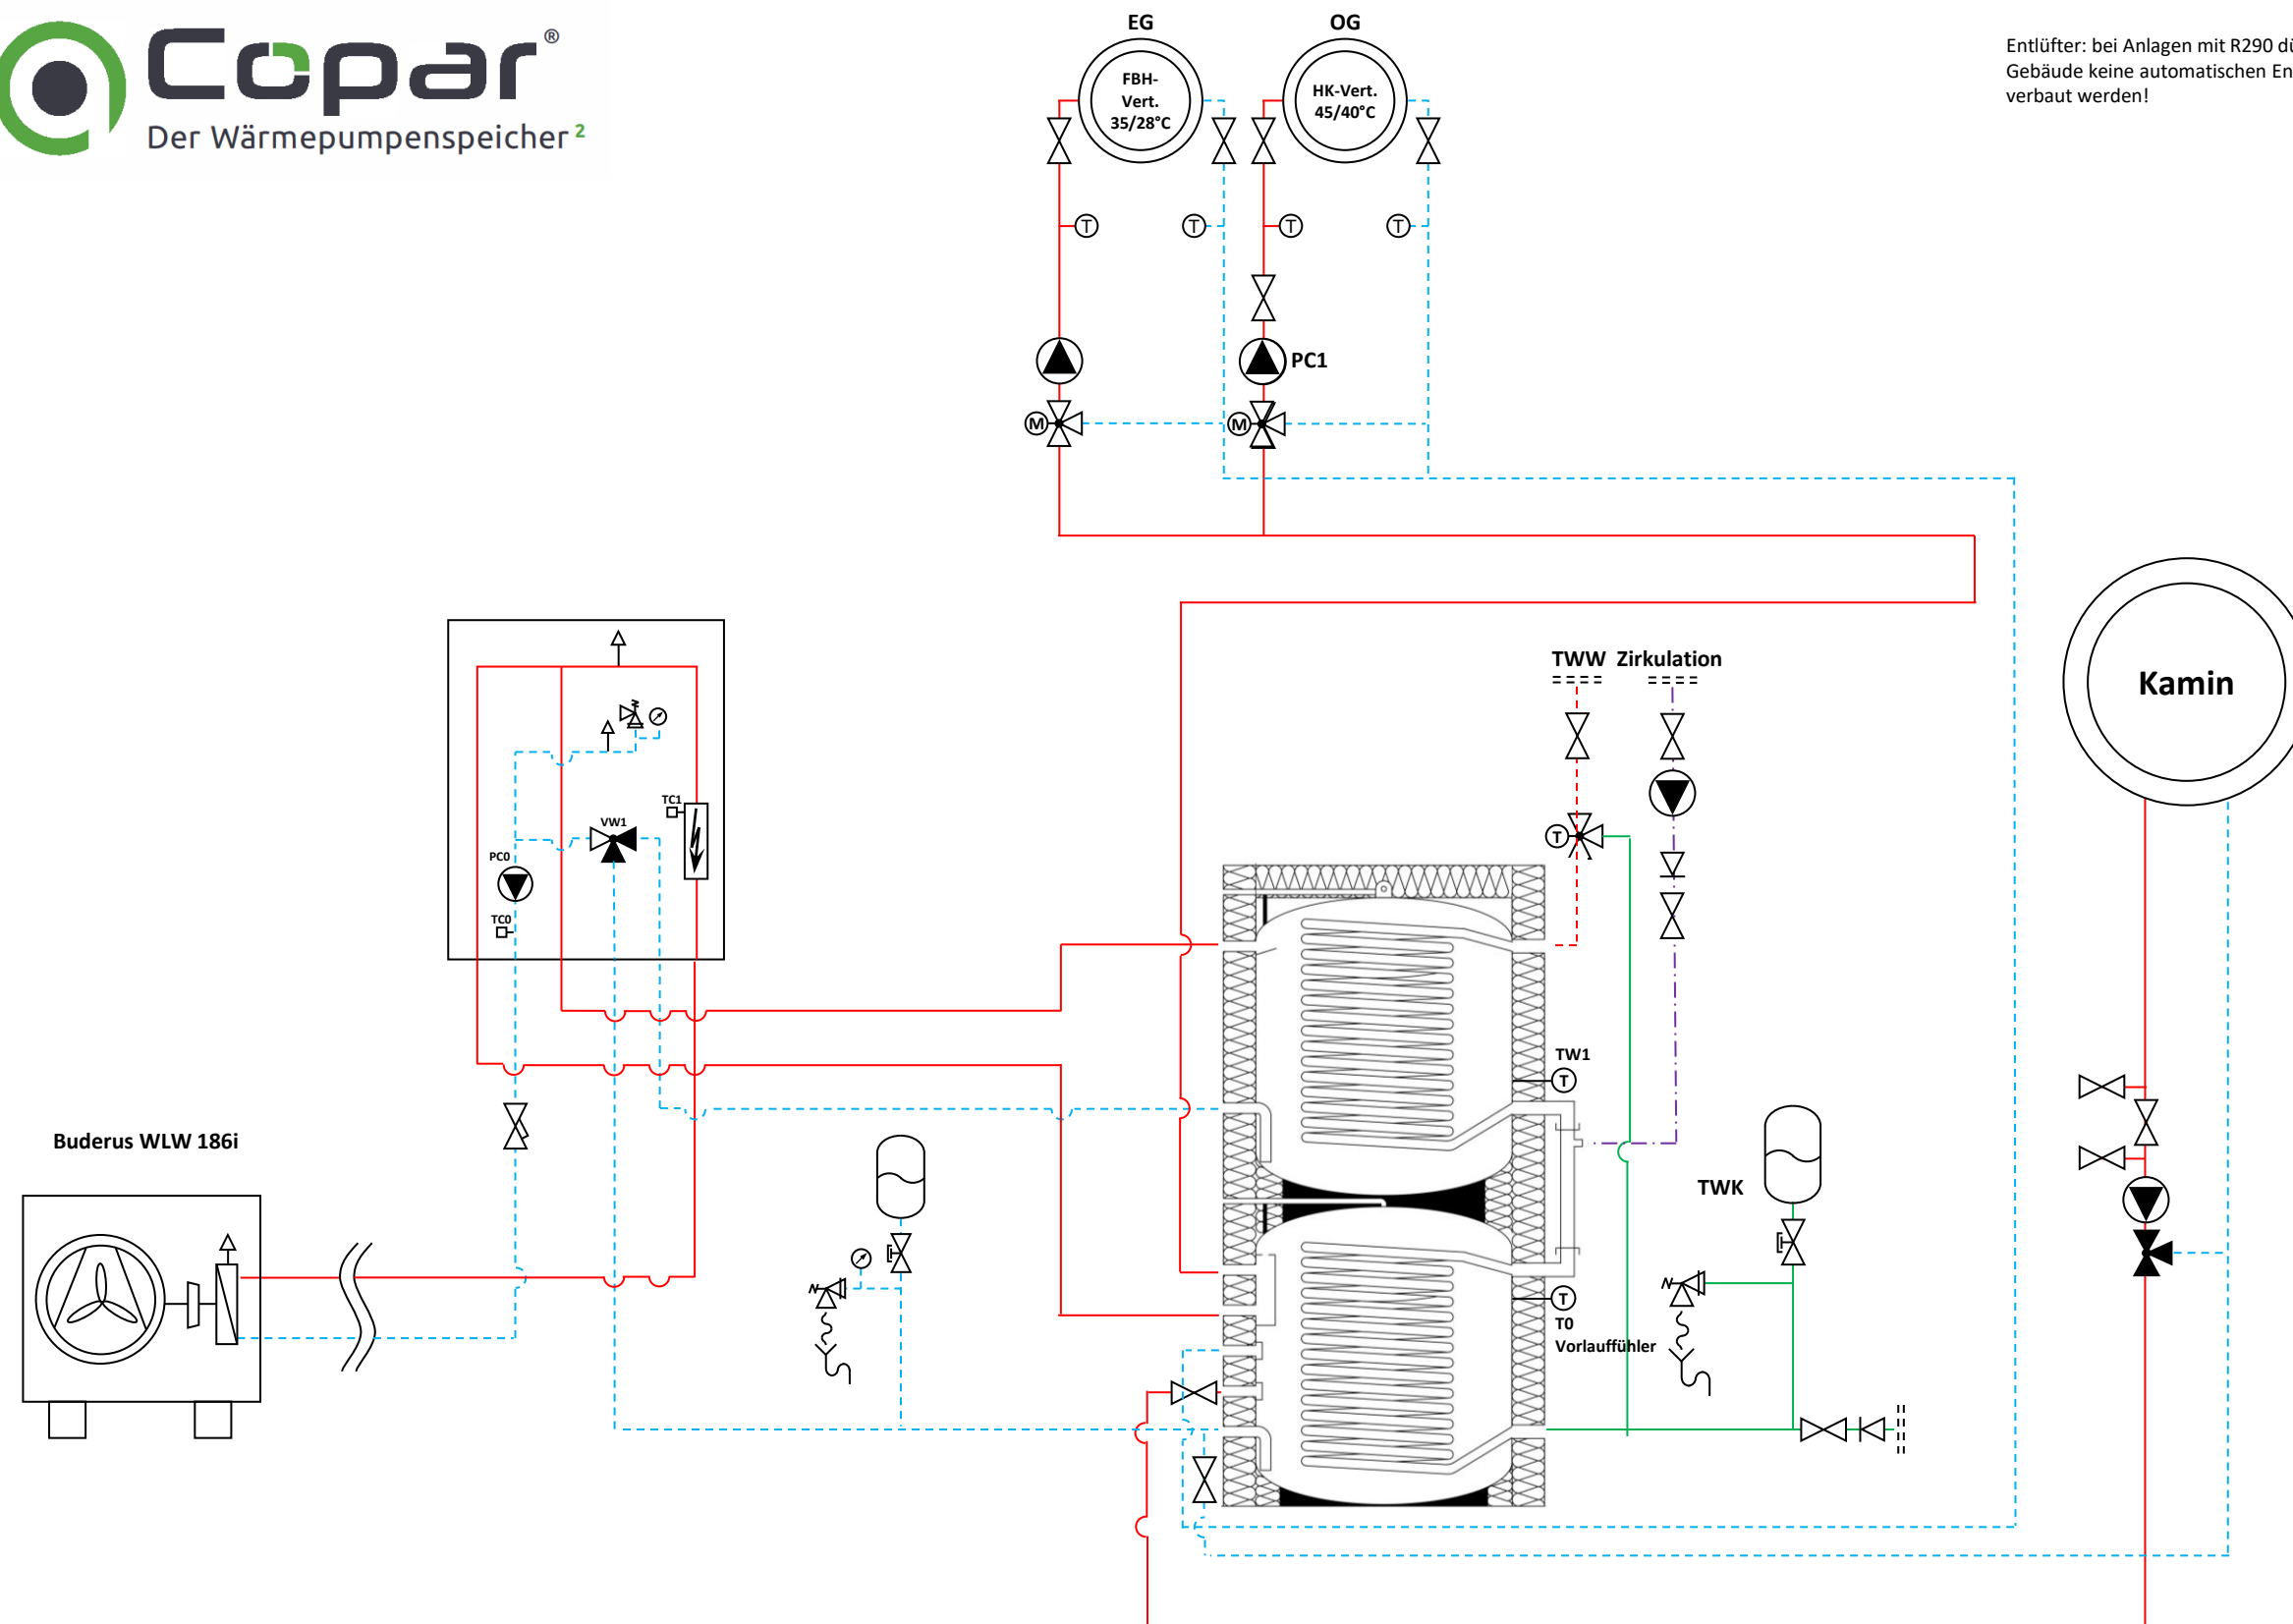 Copar®
Der Wärmepumpenspeicher²
EG
OG
Entlüfter: bei Anlagen mit R290
Gebäude keine automatischen
verbaut werden!
FBH-
Vert.
35/28°C
HK-Vert.
45/40°C
T
T
T
T
PC1
M
M
TWW Zirkulation
Kamin
TC1
VW1
T
PC0
TC0
TW1
T
Buderus WLW 186i
TWK
T
T0
Vorlauffühler